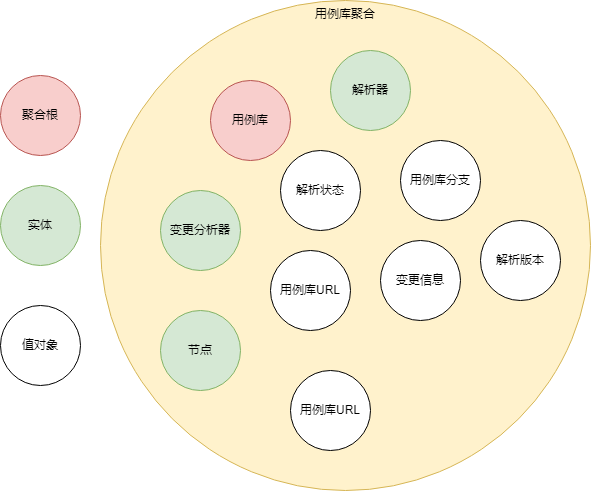 用例库聚合
解析器
聚合根
用例库
用例库分支
解析状态
实体
变更分析器
解析版本
变更信息
用例库URL
值对象
节点
用例库URL